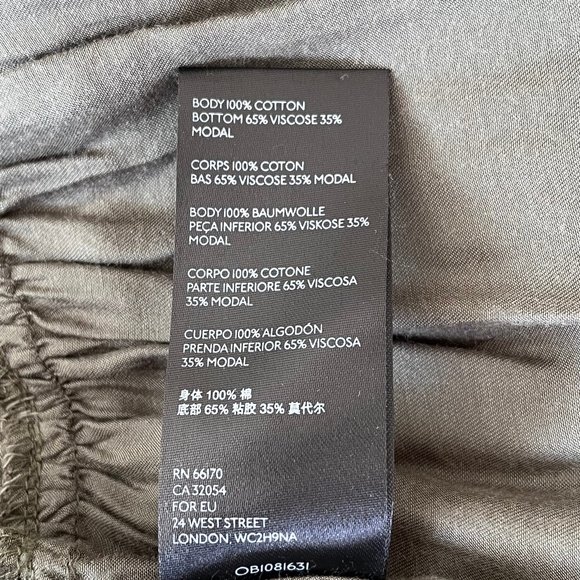 BODY 100% COTTON
BOTTOM 65% VISCOSE 35%
MODAL
CORPS 100% COTON
BAS 65% VISCOSE 35% MODAL
BODY 100% BAUMWOLLE
PEÇA INFERIOR 65% VISKOSE 35%
MODAL
CORPO 100% COTONE
PARTE INFERIORE 65% VISCOSA
35% MODAL
CUERPO 100% ALGODÓN
PRENDA INFERIOR 65% VISCOSA
35% MODAL
身体 100% 棉
底部 65% 粘胶 35% 莫代尔
RN 66170
CA 32054
FOR EU
24 WEST STREET
LONDON, WC2H9NA
OB1081631